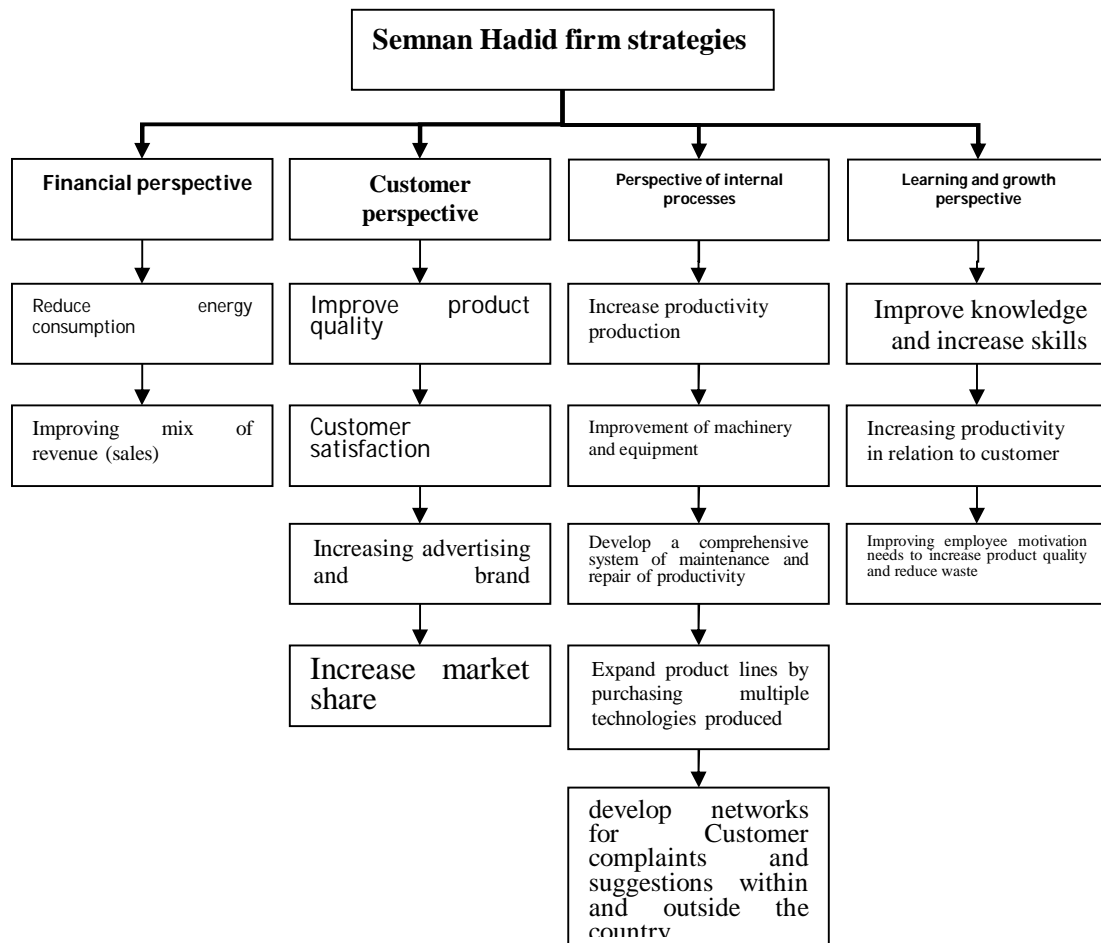 Semnan Hadid firm strategies
Financial perspective
Customer
perspective
Perspective of internal
processes
Learning and growth
perspective
Reduce energy
consumption
Improve product
quality
Increase productivity
production
Improve knowledge
and increase skills
Improving mix of
revenue (sales)
Customer
satisfaction
Improvement of machinery
and equipment
Increasing productivity
in relation to customer
Increasing advertising
and brand
Develop a comprehensive
system of maintenance and
repair of productivity
Improving employee motivation
needs to increase product quality
and reduce waste
Increase market
share
Expand product lines by
purchasing multiple
technologies produced
develop networks
for Customer
complaints and
suggestions within
and outside the
country